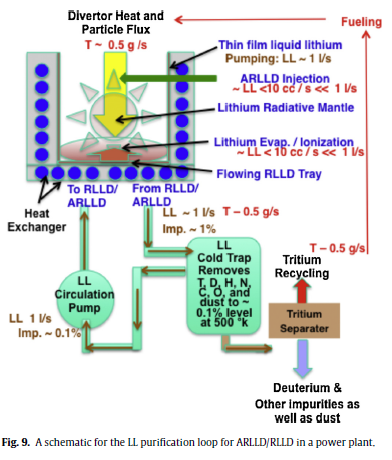 Divertor Heat and
Particle Flux
T ~ 0.5 g /s
Fueling
Thin film liquid lithium
Pumping: LL ~ 1 l/s
ARLLD Injection
~ LL <10 cc / s << 1 l/s
Lithium Radiative Mantle
Lithium Evap. / Ionization
~ LL < 10 cc / s << 1 l/s
Flowing RLLD Tray
To RLLD/
ARLLD
From RLLD/
ARLLD
Heat
Exchanger
LL ~ 1 l/s T – 0.5 g/s
Imp. ~ 1%
T – 0.5 g/s
Tritium
Recycling
LL
Circulation
Pump
LL
Cold Trap
Removes
T, D, H, N,
C, O, and
dust to ~
0.1% level
at 500 °k
LL 1 l/s
Imp. ~ 0.1%
Tritium
Separater
Deuterium &
Other impurities as
well as dust
Fig. 9. A schematic for the LL purification loop for ARLLD/RLLD in a power plant.